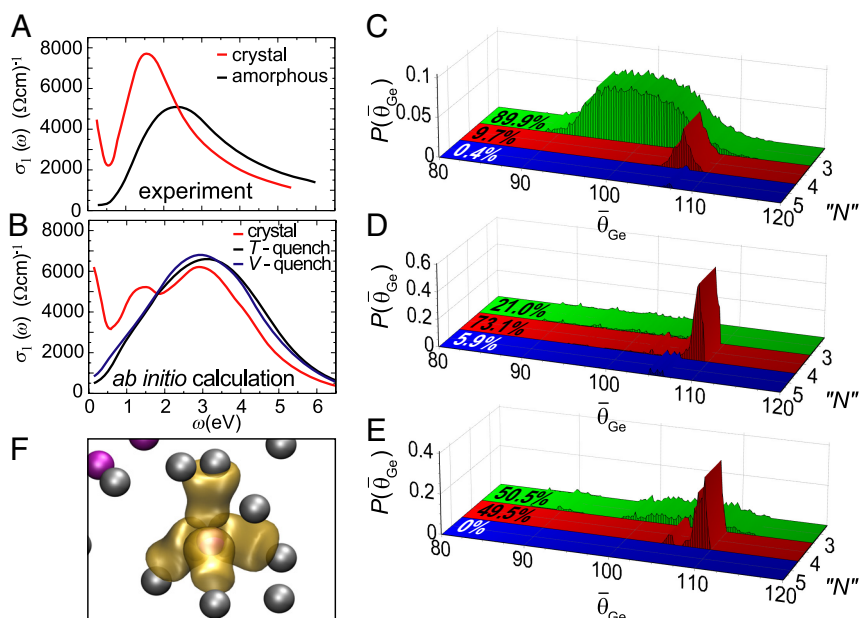 A
8000
6000
4000
2000
0
σ₁(ω) (Ωcm)⁻¹
crystal
amorphous
experiment
B
8000
6000
4000
2000
0
σ₁(ω) (Ωcm)⁻¹
crystal
T-quench
V-quench
ab initio calculation
0 1 2 3 4 5 6
ω(eV)
F
C
0.1
0.05
0
P(θ̄Ge)
89.9%
9.7%
0.4%
80 90 100 110 120
θ̄Ge
3
4
5
"N"
D
0.6
0.4
0.2
0
P(θ̄Ge)
21.0%
73.1%
5.9%
80 90 100 110 120
θ̄Ge
3
4
5
"N"
E
0.4
0.2
0
P(θ̄Ge)
50.5%
49.5%
0%
80 90 100 110 120
θ̄Ge
3
4
5
"N"